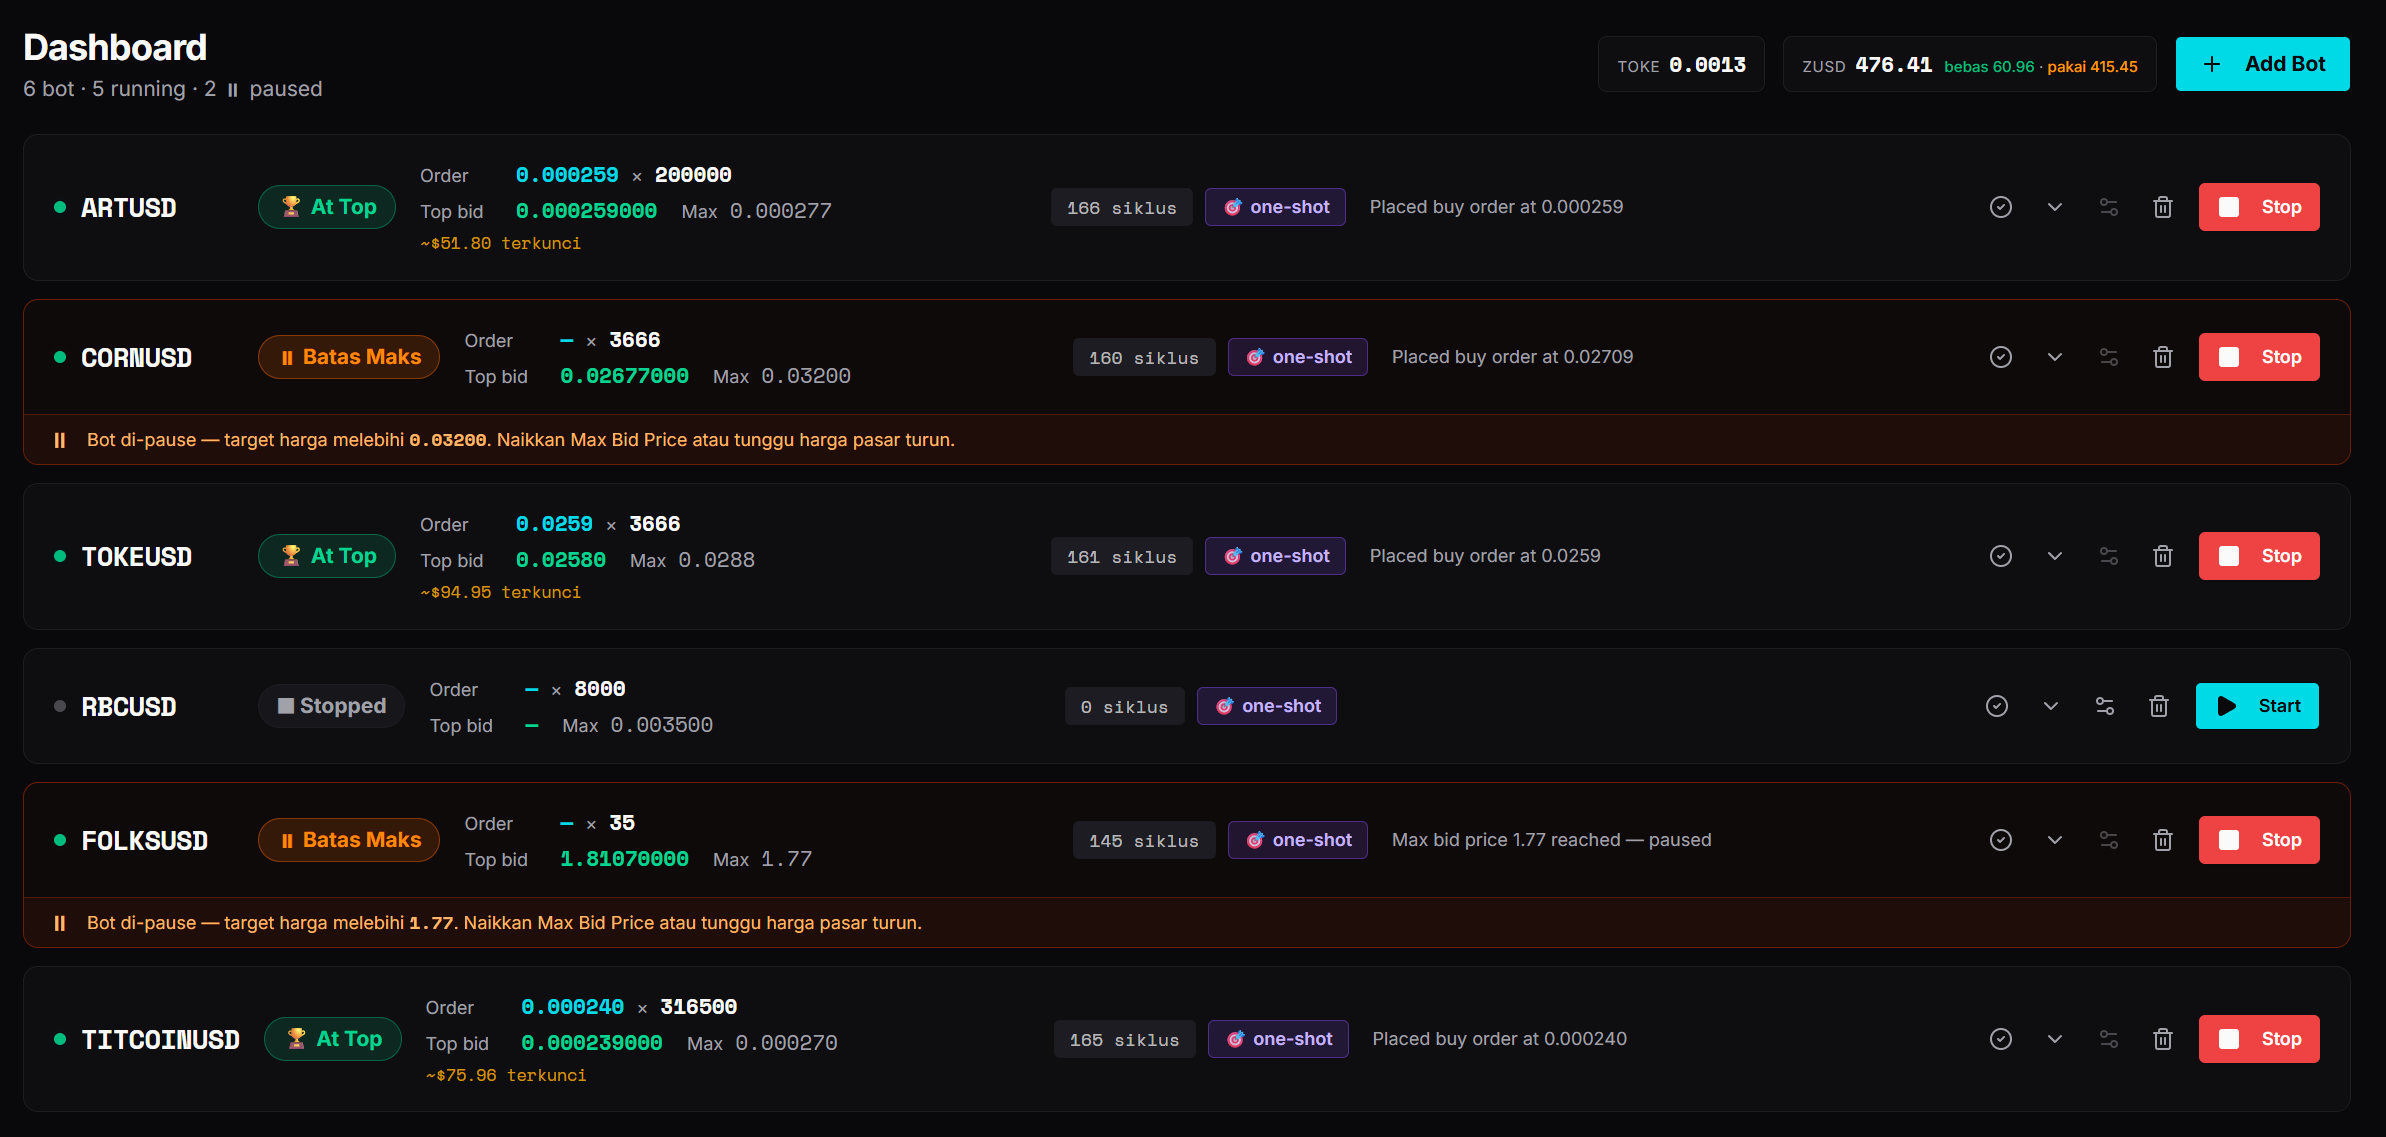 Dashboard
6 bot · 5 running · 2 ⏸ paused
TOKE 0.0013
ZUSD 476.41 bebas 60.96 · pakai 415.45
+ Add Bot
ARTUSD
🏆 At Top
Order 0.000259 × 200000
Top bid 0.000259000 Max 0.000277
~$51.80 terkunci
166 siklus
🎯 one-shot
Placed buy order at 0.000259
Stop
CORNUSD
⏸ Batas Maks
Order — × 3666
Top bid 0.02677000 Max 0.03200
160 siklus
🎯 one-shot
Placed buy order at 0.02709
Stop
⏸ Bot di-pause — target harga melebihi 0.03200. Naikkan Max Bid Price atau tunggu harga pasar turun.
TOKEUSD
🏆 At Top
Order 0.0259 × 3666
Top bid 0.02580 Max 0.0288
~$94.95 terkunci
161 siklus
🎯 one-shot
Placed buy order at 0.0259
Stop
RBCUSD
⏹ Stopped
Order — × 8000
Top bid — Max 0.003500
0 siklus
🎯 one-shot
Start
FOLKSUSD
⏸ Batas Maks
Order — × 35
Top bid 1.81070000 Max 1.77
145 siklus
🎯 one-shot
Max bid price 1.77 reached — paused
Stop
⏸ Bot di-pause — target harga melebihi 1.77. Naikkan Max Bid Price atau tunggu harga pasar turun.
TITCOINUSD
🏆 At Top
Order 0.000240 × 316500
Top bid 0.000239000 Max 0.000270
~$75.96 terkunci
165 siklus
🎯 one-shot
Placed buy order at 0.000240
Stop